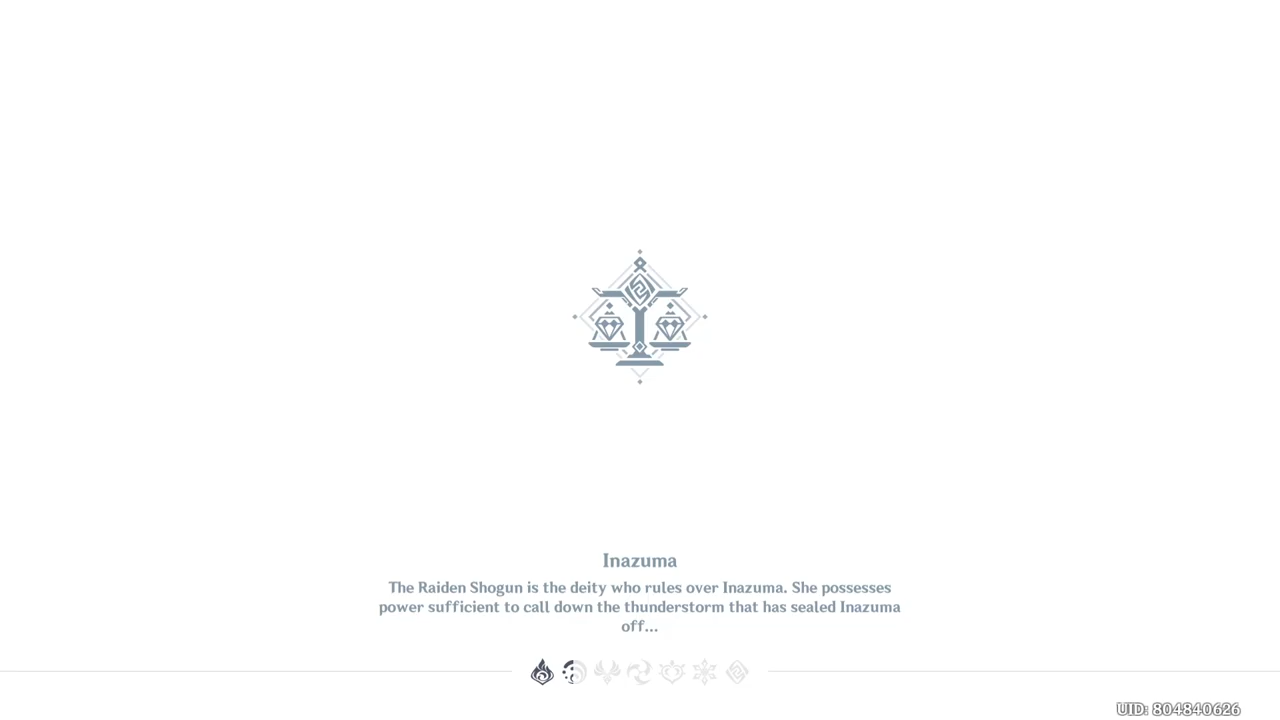 Inazuma
The Raiden Shogun is the deity who rules over Inazuma. She possesses
power sufficient to call down the thunderstorm that has sealed Inazuma
off...
UID: 804840626